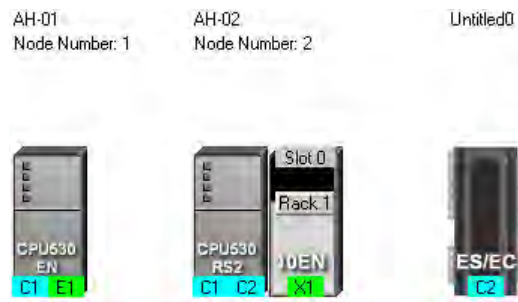 AH-01
Node Number: 1
AH-02
Node Number: 2
Untitled0
Slot 0
Rack 1
CPU530
EN
C1 E1
CPU530
RS2
C1 C2
10EN
X1
ES/EC
C2